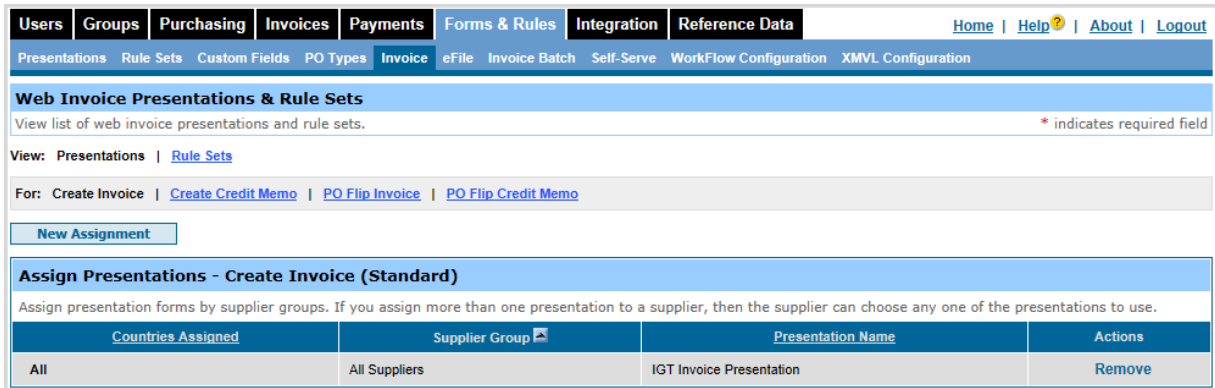 Users Groups Purchasing Invoices Payments Forms & Rules Integration Reference Data Home | Help? | About | Logout
Presentations Rule Sets Custom Fields PO Types Invoice eFile Invoice Batch Self-Serve WorkFlow Configuration XMVL Configuration
Web Invoice Presentations & Rule Sets
View list of web invoice presentations and rule sets. * indicates required field
View: Presentations | Rule Sets
For: Create Invoice | Create Credit Memo | PO Flip Invoice | PO Flip Credit Memo
New Assignment
Assign Presentations - Create Invoice (Standard)
Assign presentation forms by supplier groups. If you assign more than one presentation to a supplier, then the supplier can choose any one of the presentations to use.
Countries Assigned Supplier Group Presentation Name Actions
All All Suppliers IGT Invoice Presentation Remove